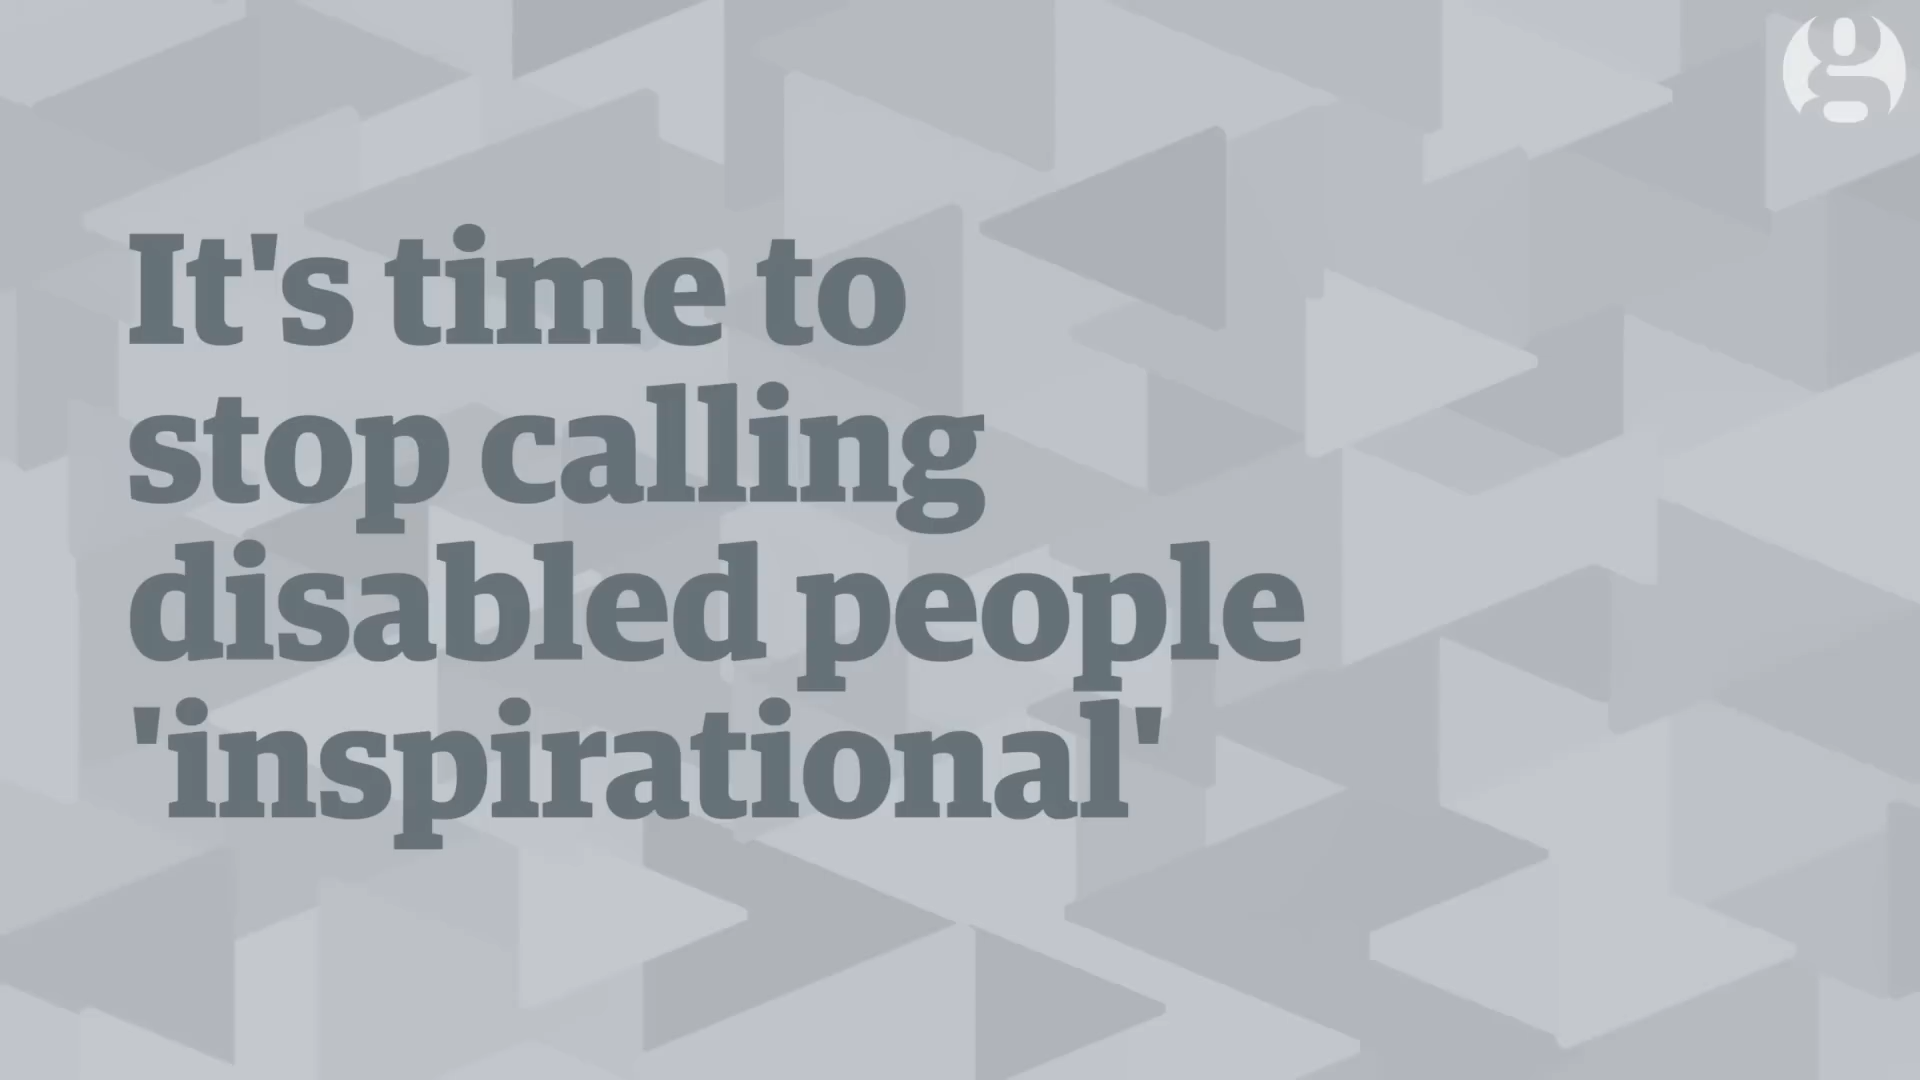 It's time to
stop calling
disabled people
'inspirational'